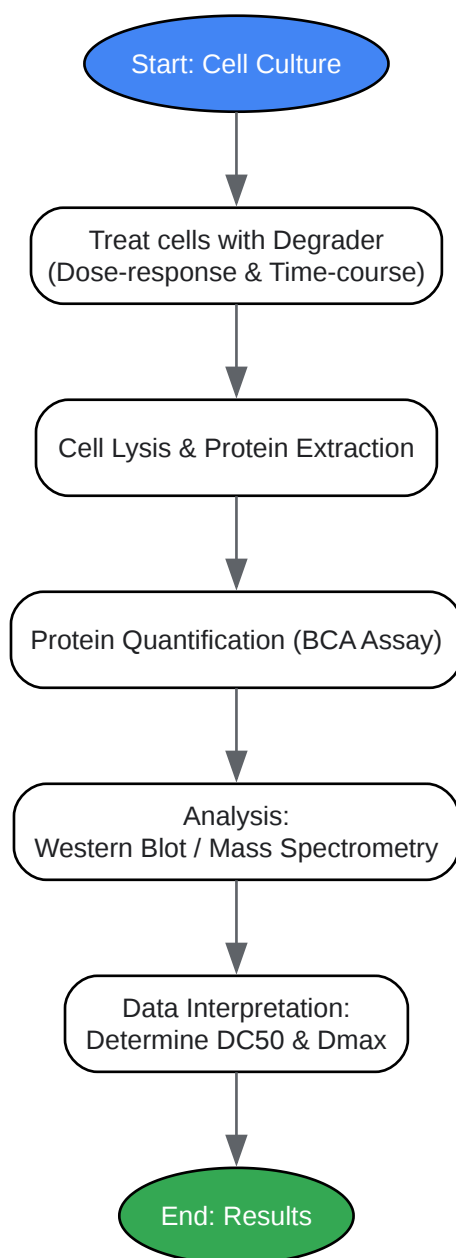 Start: Cell Culture
Treat cells with Degrader
(Dose-response & Time-course)
Cell Lysis & Protein Extraction
Protein Quantification (BCA Assay)
Analysis:
Western Blot / Mass Spectrometry
Data Interpretation:
Determine DC50 & Dmax
End: Results